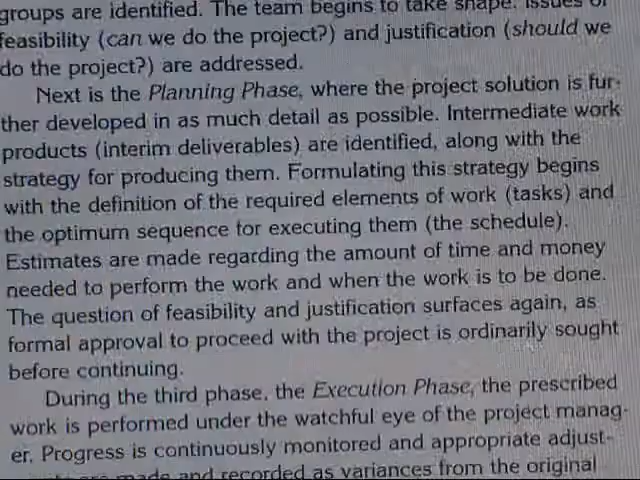 groups are identified. The team begins to take shape. Issues of
feasibility (can we do the project?) and justification (should we
do the project?) are addressed.
Next is the Planning Phase, where the project solution is fur-
ther developed in as much detail as possible. Intermediate work
products (interim deliverables) are identified, along with the
strategy for producing them. Formulating this strategy begins
with the definition of the required elements of work (tasks) and
the optimum sequence for executing them (the schedule).
Estimates are made regarding the amount of time and money
needed to perform the work and when the work is to be done.
The question of feasibility and justification surfaces again, as
formal approval to proceed with the project is ordinarily sought
before continuing.
During the third phase, the Execution Phase, the prescribed
work is performed under the watchful eye of the project manag-
er. Progress is continuously monitored and appropriate adjust-
made and recorded as variances from the original